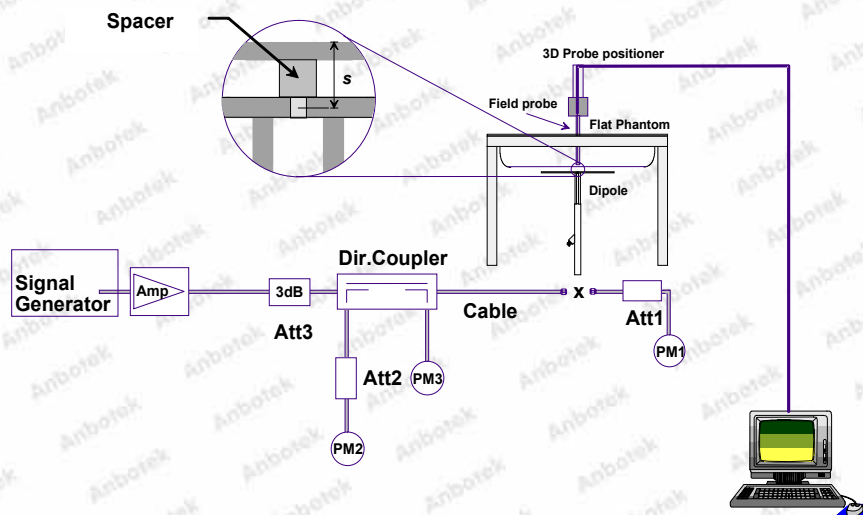 Spacer
s
3D Probe positioner
Field probe
Flat Phantom
Dipole
Dir.Coupler
Signal
Generator
Amp
3dB
Att3
Cable
x
Att1
PM1
Att2
PM3
PM2
Anbotek